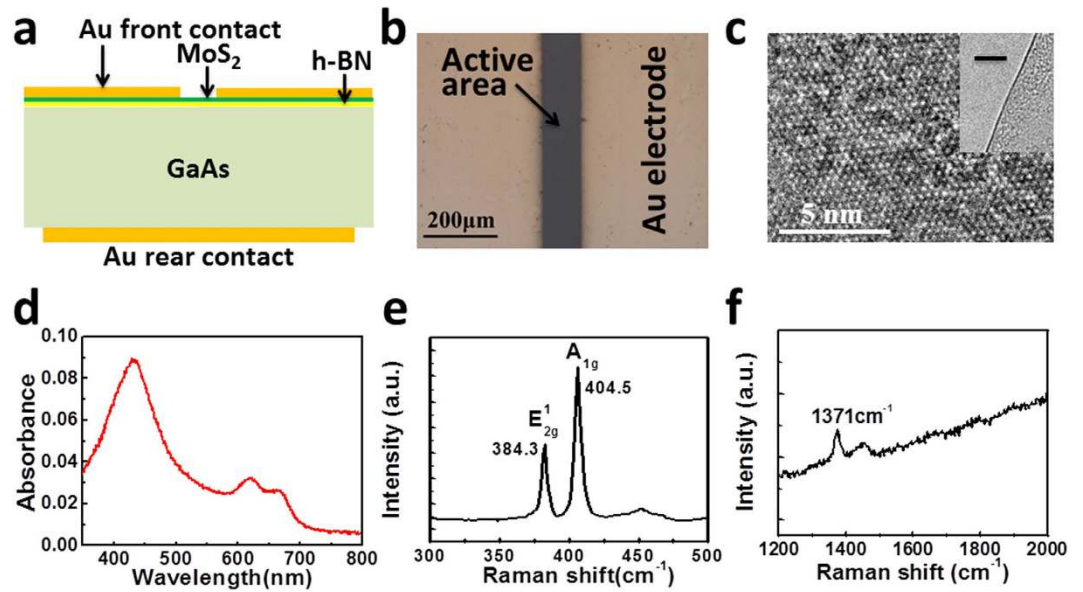 a
Au front contact
MoS₂
h-BN
GaAs
Au rear contact
b
Active
area
Au electrode
200μm
c
5 nm
d
0.10
0.08
0.06
0.04
0.02
0.00
Absorbance
400 500 600 700 800
Wavelength(nm)
e
Intensity (a.u.)
A₁g
404.5
E¹₂g
384.3
300 350 400 450 500
Raman shift(cm⁻¹)
f
Intensity (a.u.)
1371cm⁻¹
1200 1400 1600 1800 2000
Raman shift (cm⁻¹)